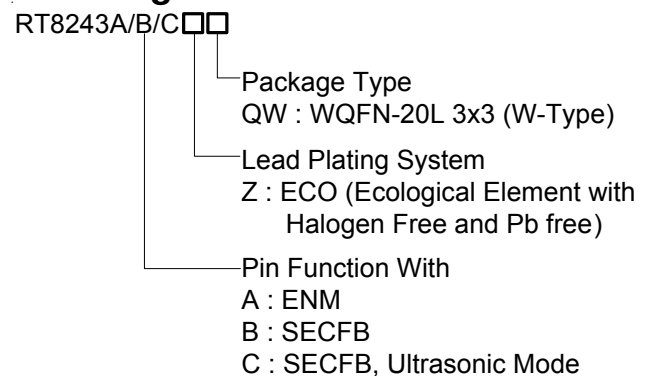 RT8243A/B/C□□
Package Type
QW : WQFN-20L 3x3 (W-Type)
Lead Plating System
Z : ECO (Ecological Element with
Halogen Free and Pb free)
Pin Function With
A : ENM
B : SECFB
C : SECFB, Ultrasonic Mode